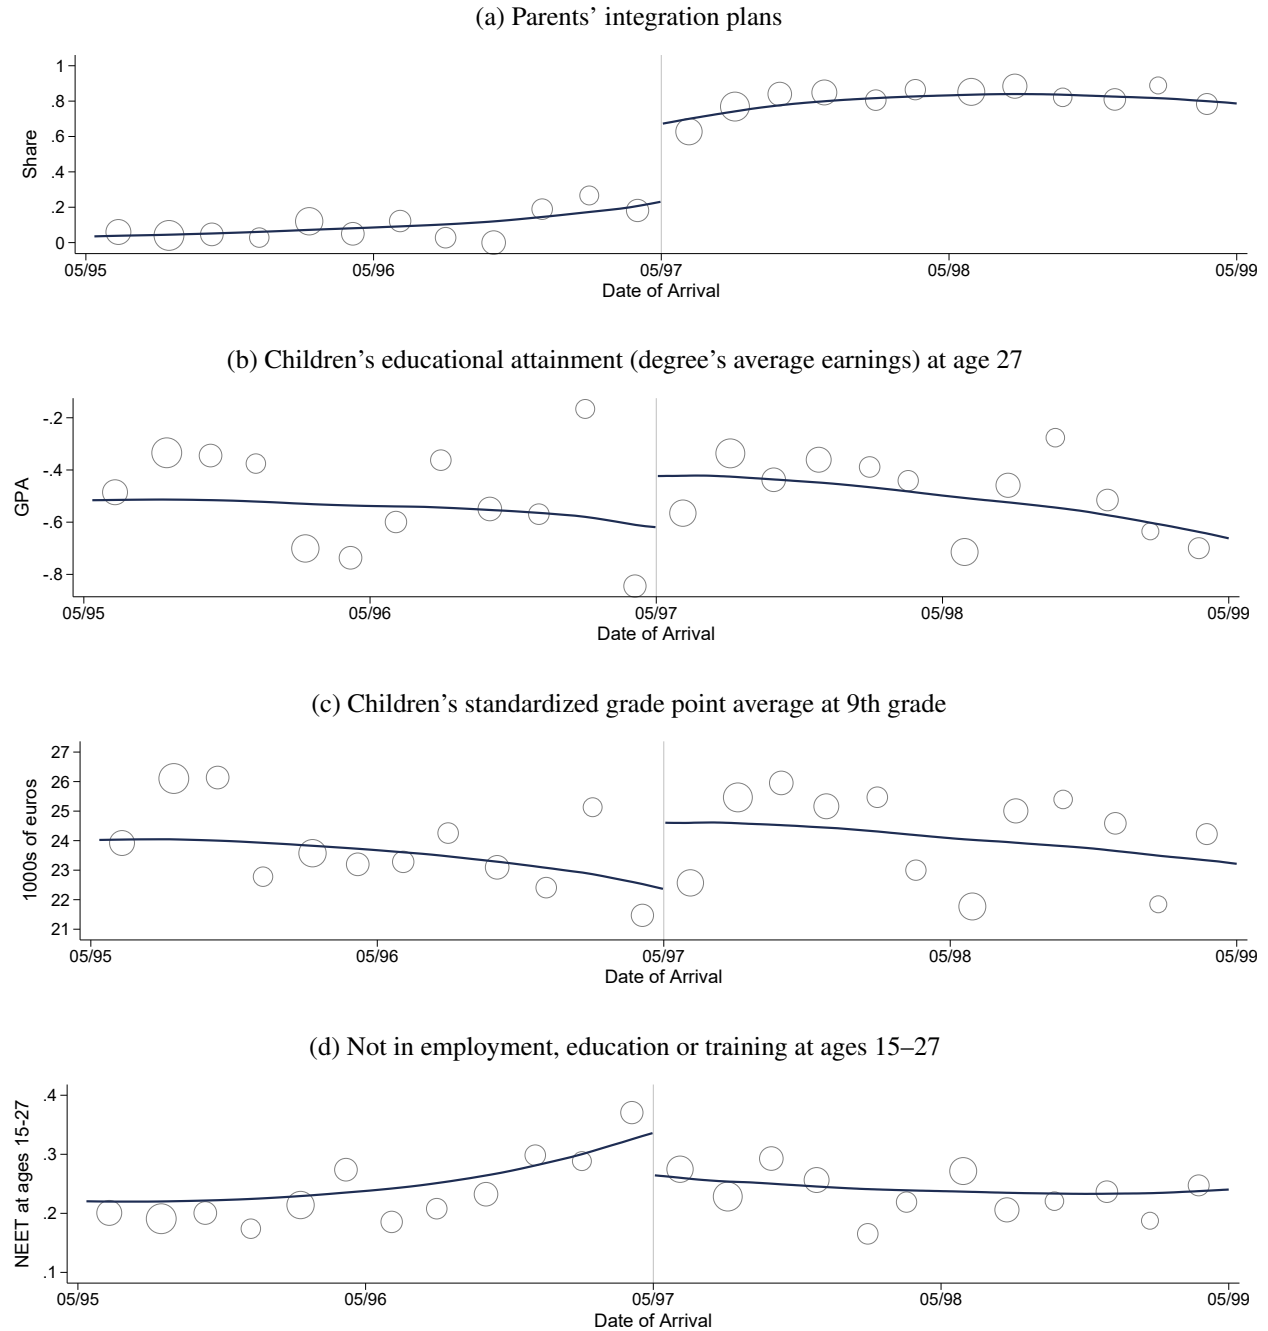 (a) Parents’ integration plans
1
.8
.6
.4
.2
0
Share
05/95 05/96 05/97 05/98 05/99
Date of Arrival
(b) Children’s educational attainment (degree’s average earnings) at age 27
-.2
-.4
-.6
-.8
GPA
05/95 05/96 05/97 05/98 05/99
Date of Arrival
(c) Children’s standardized grade point average at 9th grade
27
26
25
24
23
22
21
1000s of euros
05/95 05/96 05/97 05/98 05/99
Date of Arrival
(d) Not in employment, education or training at ages 15–27
.4
.3
.2
.1
NEET at ages 15-27
05/95 05/96 05/97 05/98 05/99
Date of Arrival